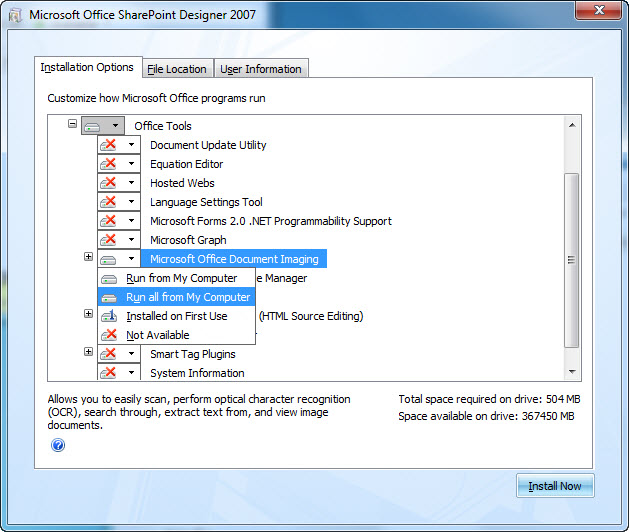 Microsoft Office SharePoint Designer 2007
Installation Options File Location User Information
Customize how Microsoft Office programs run
Office Tools
Document Update Utility
Equation Editor
Hosted Webs
Language Settings Tool
Microsoft Forms 2.0 .NET Programmability Support
Microsoft Graph
Microsoft Office Document Imaging
Run from My Computer e Manager
Run all from My Computer
Installed on First Use (HTML Source Editing)
Not Available
Smart Tag Plugins
System Information
Allows you to easily scan, perform optical character recognition
(OCR), search through, extract text from, and view image
documents.
Total space required on drive: 504 MB
Space available on drive: 367450 MB
Install Now